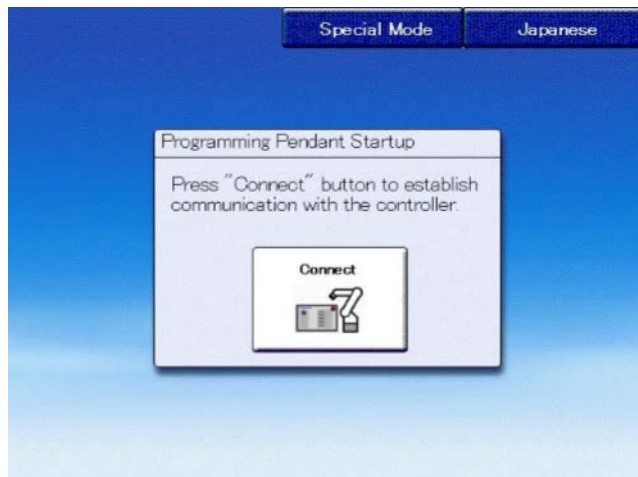 Special Mode
Japanese
Programming Pendant Startup
Press "Connect" button to establish
communication with the controller.
Connect